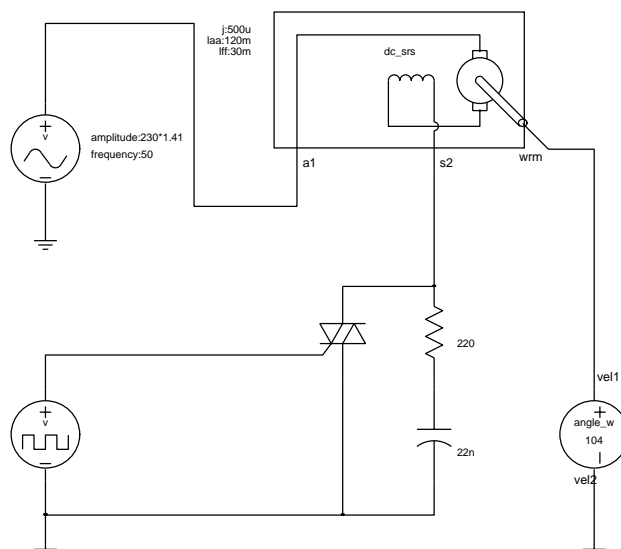 j:500u
laa:120m
lff:30m
dc_srs
+
v
amplitude:230*1.41
frequency:50
a1
s2
wrm
220
vel1
+
v
+
angle_w
104
22n
vel2